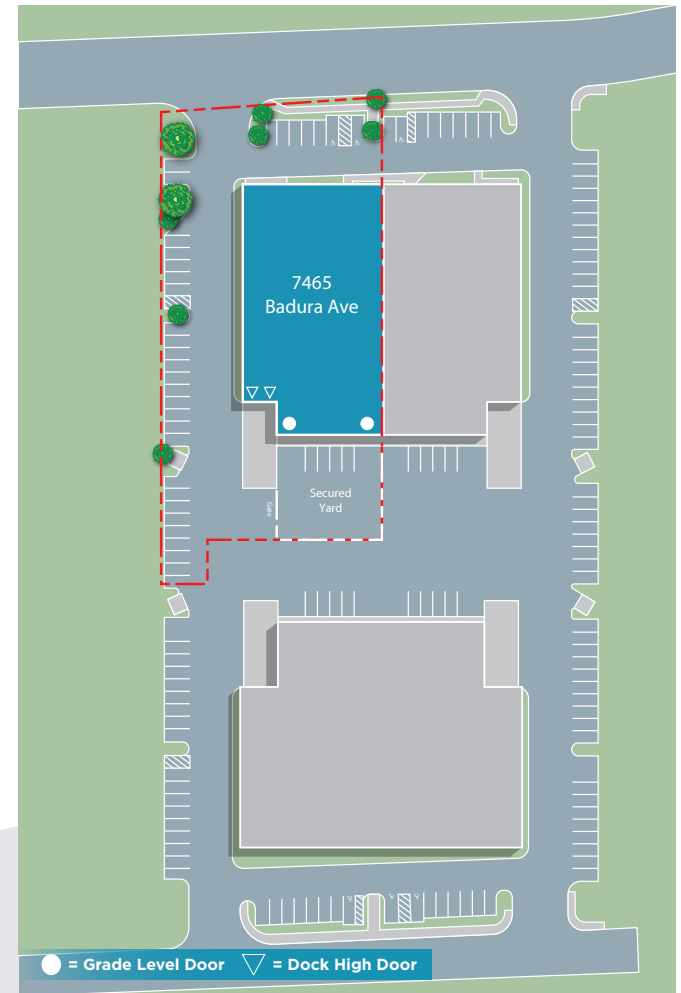 7465
Badura Ave
Secured
Yard
Gate
= Grade Level Door
= Dock High Door